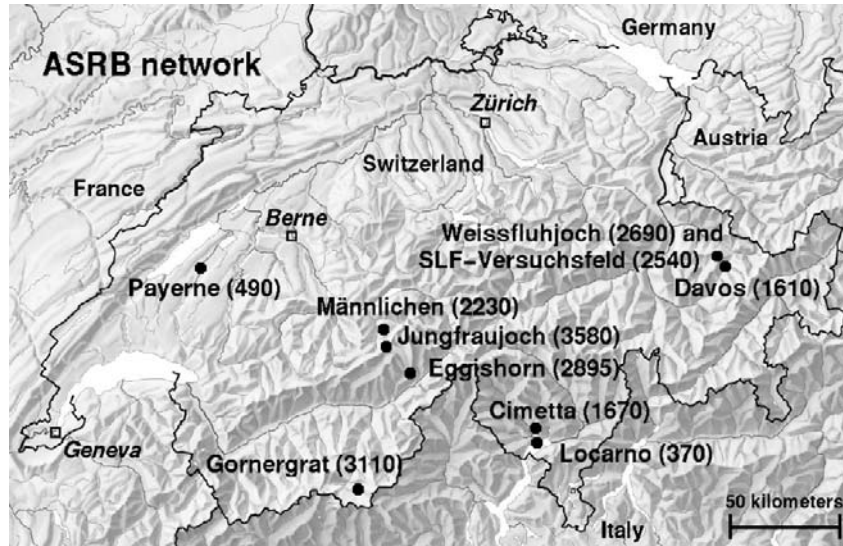 Germany
ASRB network
Zürich
Austria
Switzerland
France
Berne
Weissfluhjoch (2690) and
SLF-Versuchsfeld (2540)
Payerne (490)
Davos (1610)
Männlichen (2230)
Jungfraujoch (3580)
Eggishorn (2895)
Cimetta (1670)
Geneva
Locarno (370)
Gornergrat (3110)
50 kilometers
Italy